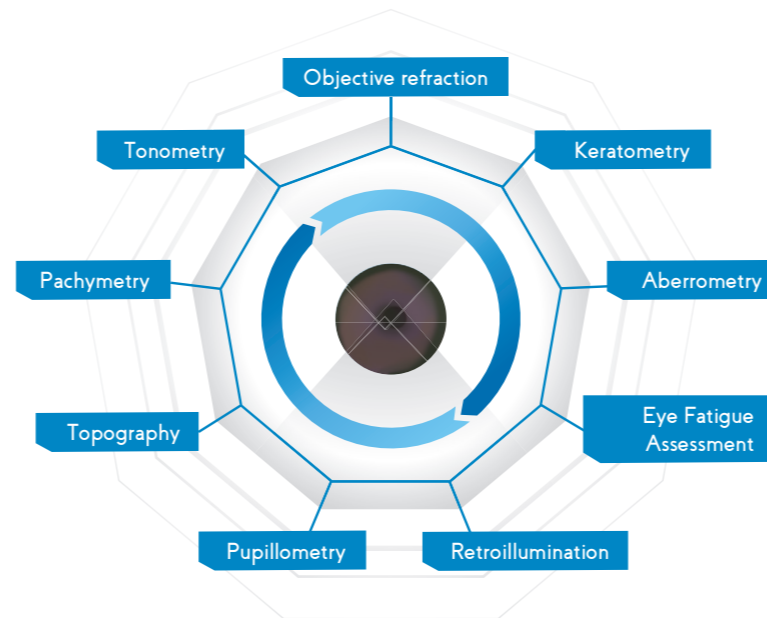 Objective refraction
Tonometry
Keratometry
Pachymetry
Aberrometry
Topography
Eye Fatigue
Assessment
Pupillometry
Retroillumination